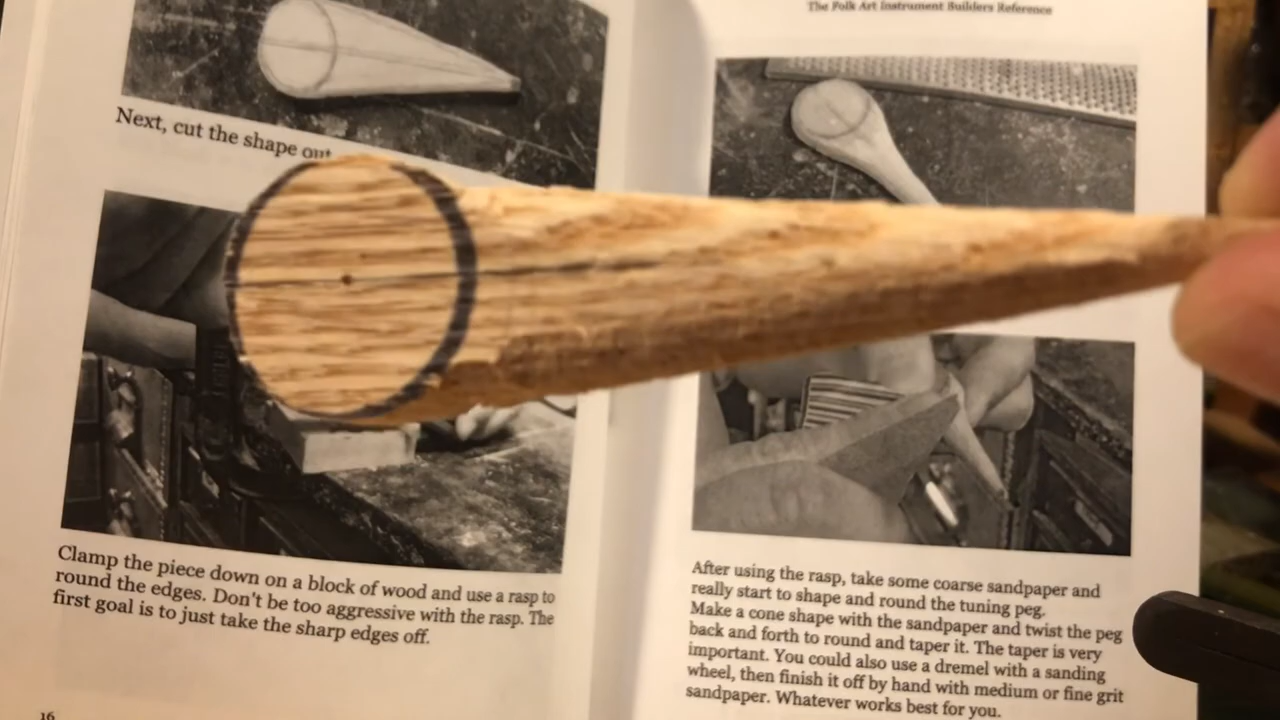 Next, cut the shape out
Clamp the piece down on a block of wood and use a rasp to
round the edges. Don't be too aggressive with the rasp. The
first goal is to just take the sharp edges off.
16
The Folk Art Instrument Builders Reference
After using the rasp, take some coarse sandpaper and
really start to shape and round the tuning peg.
Make a cone shape with the sandpaper and twist the peg
back and forth to round and taper it. The taper is very
important. You could also use a dremel with a sanding
wheel, then finish it off by hand with medium or fine grit
sandpaper. Whatever works best for you.